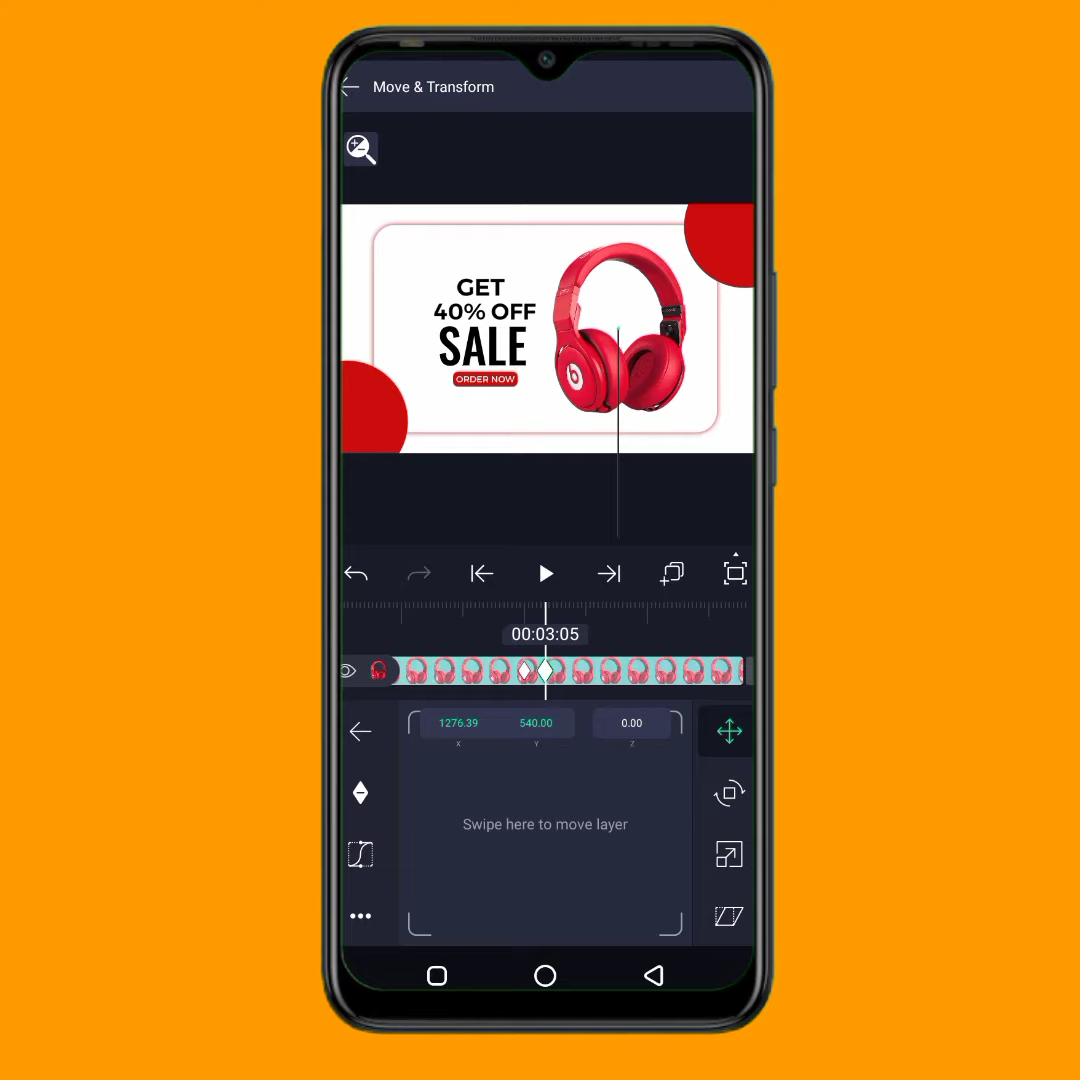 Move & Transform
GET
40% OFF
SALE
ORDER NOW
b
00:03:05
1276.39 540.00 0.00
X Y Z
Swipe here to move layer